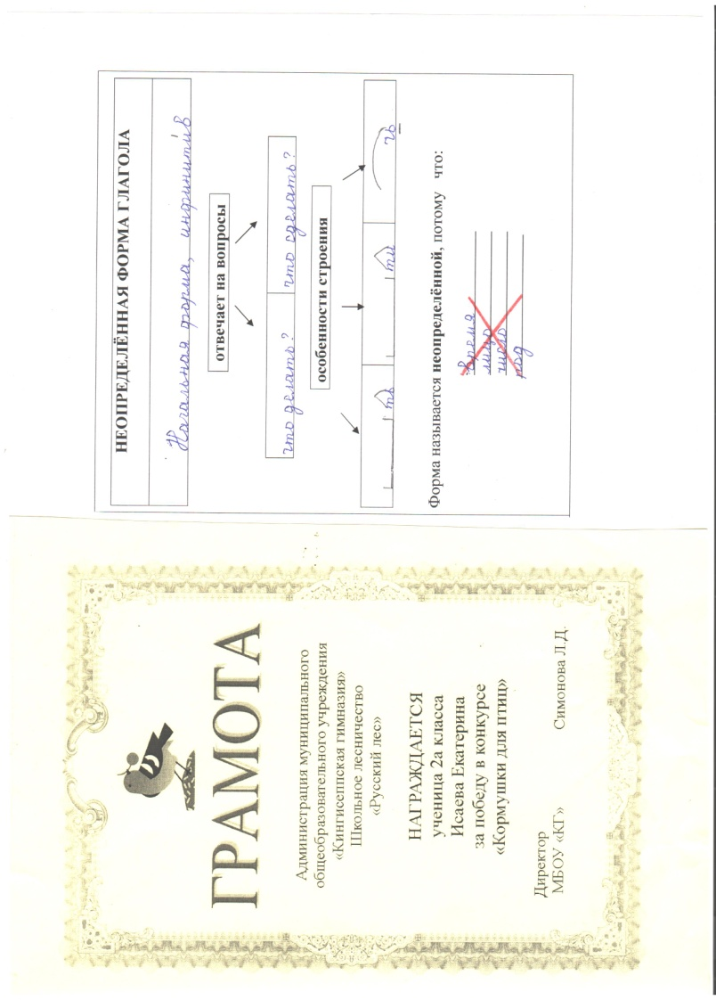 НЕОПРЕДЕЛЁННАЯ ФОРМА ГЛАГОЛА
Начальная форма, инфинитив
отвечает на вопросы
что делать? что сделать?
особенности строения
ть ти чь
Форма называется неопределённой, потому что:
время
лицо
число
род
ГРАМОТА
Администрация муниципального
общеобразовательного учреждения
«Кингисеппская гимназия»
Школьное лесничество
«Русский лес»
НАГРАЖДАЕТСЯ
ученица 2а класса
Исаева Екатерина
за победу в конкурсе
«Кормушки для птиц»
Директор
МБОУ «КГ» Симонова Л.Д.